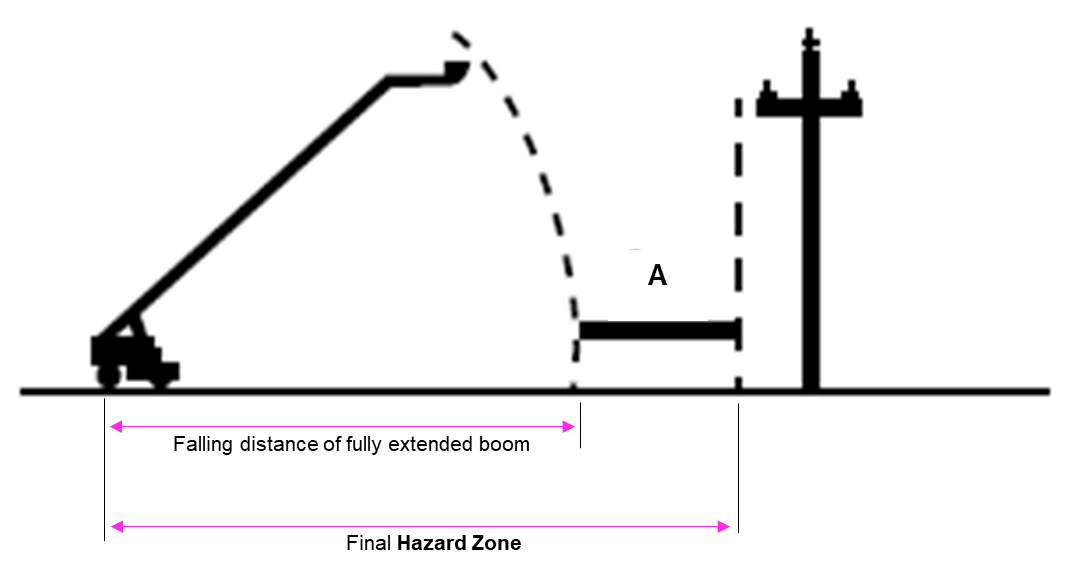 A
Falling distance of fully extended boom
Final Hazard Zone